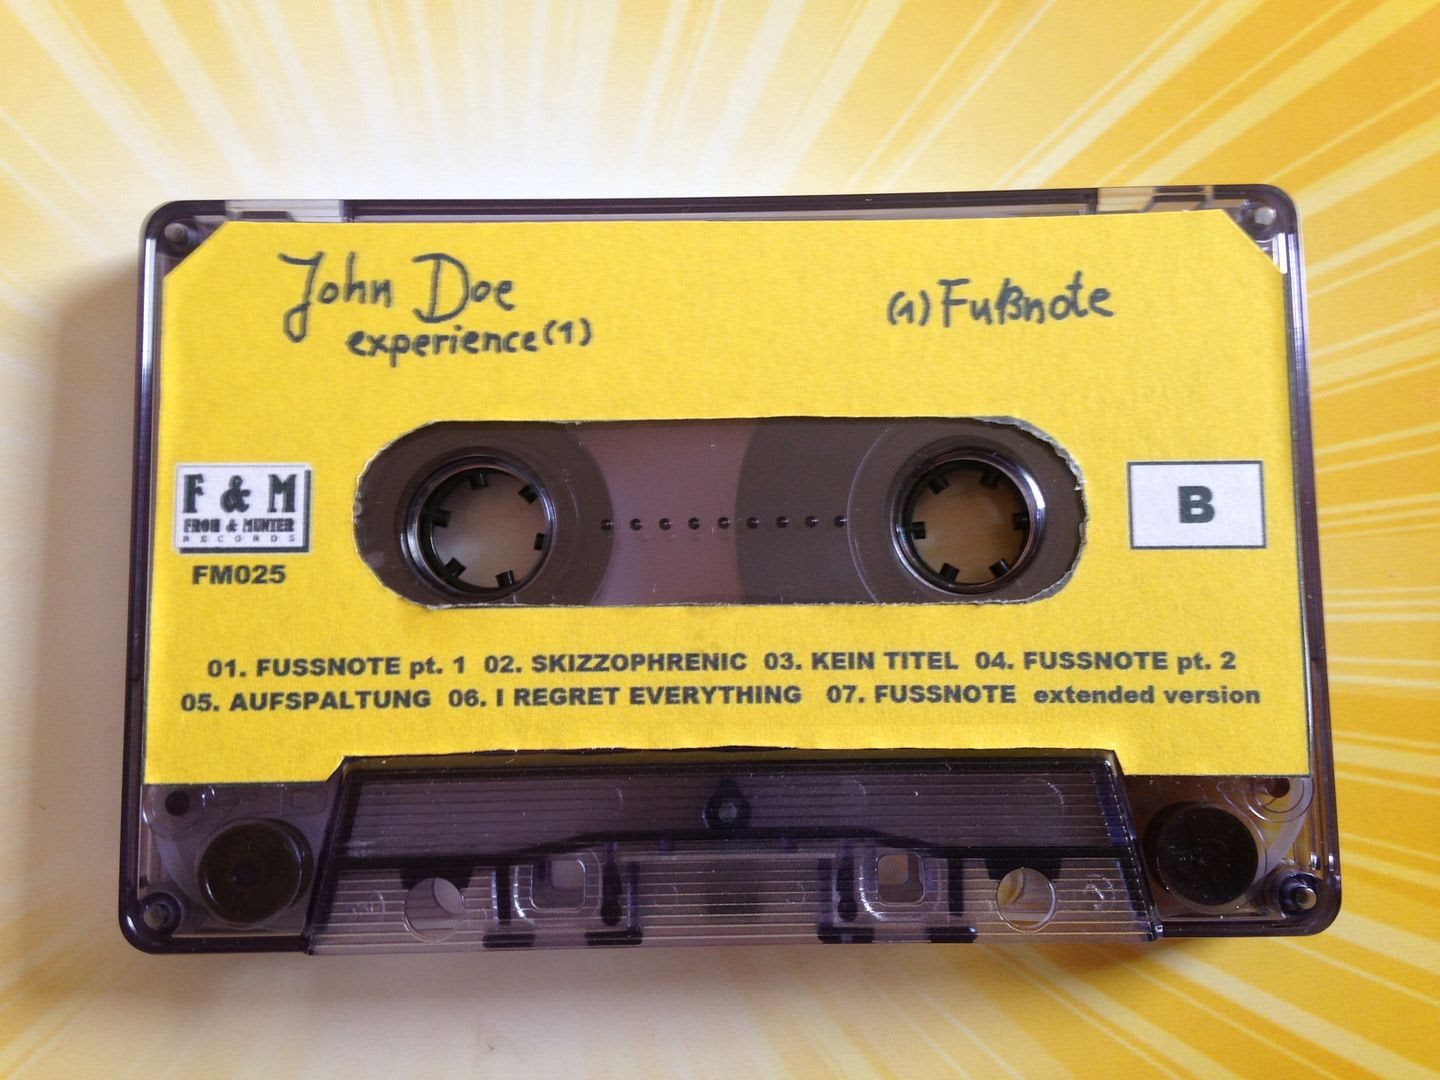 John Doe
experience(1)
(1) Fußnote
F & M
FROH & MUNTER
RECORDS
FM025
B
01. FUSSNOTE pt. 1 02. SKIZZOPHRENIC 03. KEIN TITEL 04. FUSSNOTE pt. 2
05. AUFSPALTUNG 06. I REGRET EVERYTHING 07. FUSSNOTE extended version